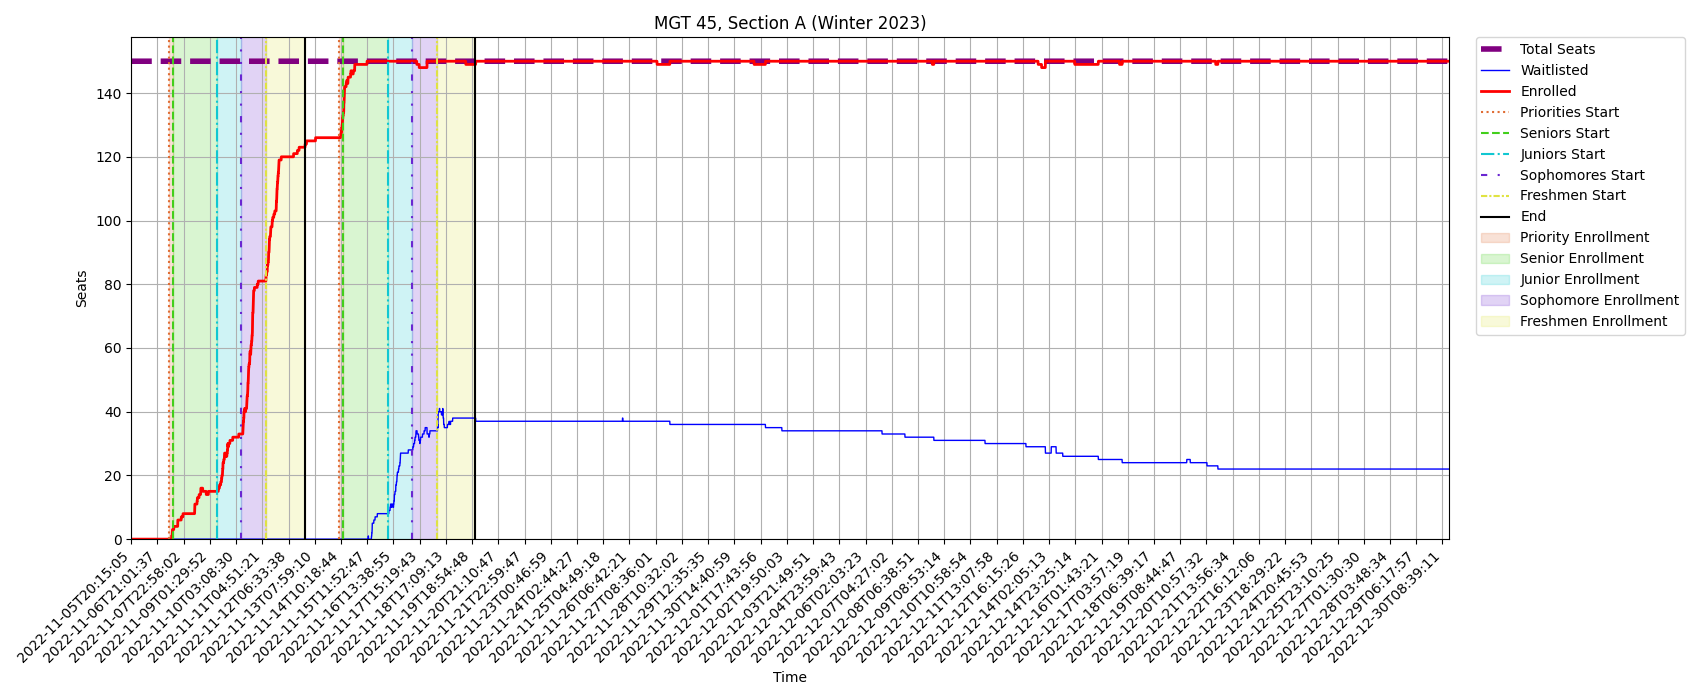 MGT 45, Section A (Winter 2023)
Total Seats
Waitlisted
Enrolled
Priorities Start
Seniors Start
Juniors Start
Sophomores Start
Freshmen Start
End
Priority Enrollment
Senior Enrollment
Junior Enrollment
Sophomore Enrollment
Freshmen Enrollment
Seats
140
120
100
80
60
40
20
0
2022-11-05T20:15:05
2022-11-06T21:01:37
2022-11-07T22:58:02
2022-11-09T01:29:52
2022-11-10T03:08:30
2022-11-11T04:51:23
2022-11-12T06:33:38
2022-11-13T07:59:10
2022-11-14T10:18:44
2022-11-15T11:52:47
2022-11-16T13:38:55
2022-11-17T15:19:43
2022-11-18T17:09:13
2022-11-19T18:54:48
2022-11-20T21:10:47
2022-11-21T22:59:47
2022-11-23T00:46:59
2022-11-24T02:44:27
2022-11-25T04:49:18
2022-11-26T06:42:21
2022-11-27T08:36:01
2022-11-28T10:32:02
2022-11-29T12:35:35
2022-11-30T14:40:59
2022-12-01T17:43:56
2022-12-02T19:50:03
2022-12-03T21:49:51
2022-12-04T23:59:43
2022-12-06T02:03:23
2022-12-07T04:27:02
2022-12-08T06:38:51
2022-12-09T08:53:14
2022-12-10T10:58:54
2022-12-11T13:07:58
2022-12-12T16:15:26
2022-12-14T02:05:13
2022-12-14T23:25:14
2022-12-16T01:43:21
2022-12-17T03:57:19
2022-12-18T06:39:17
2022-12-19T08:44:47
2022-12-20T10:57:32
2022-12-21T13:56:34
2022-12-22T16:12:06
2022-12-23T18:29:22
2022-12-24T20:45:53
2022-12-25T23:10:25
2022-12-27T01:30:30
2022-12-28T03:48:34
2022-12-29T06:17:57
2022-12-30T08:39:11
Time